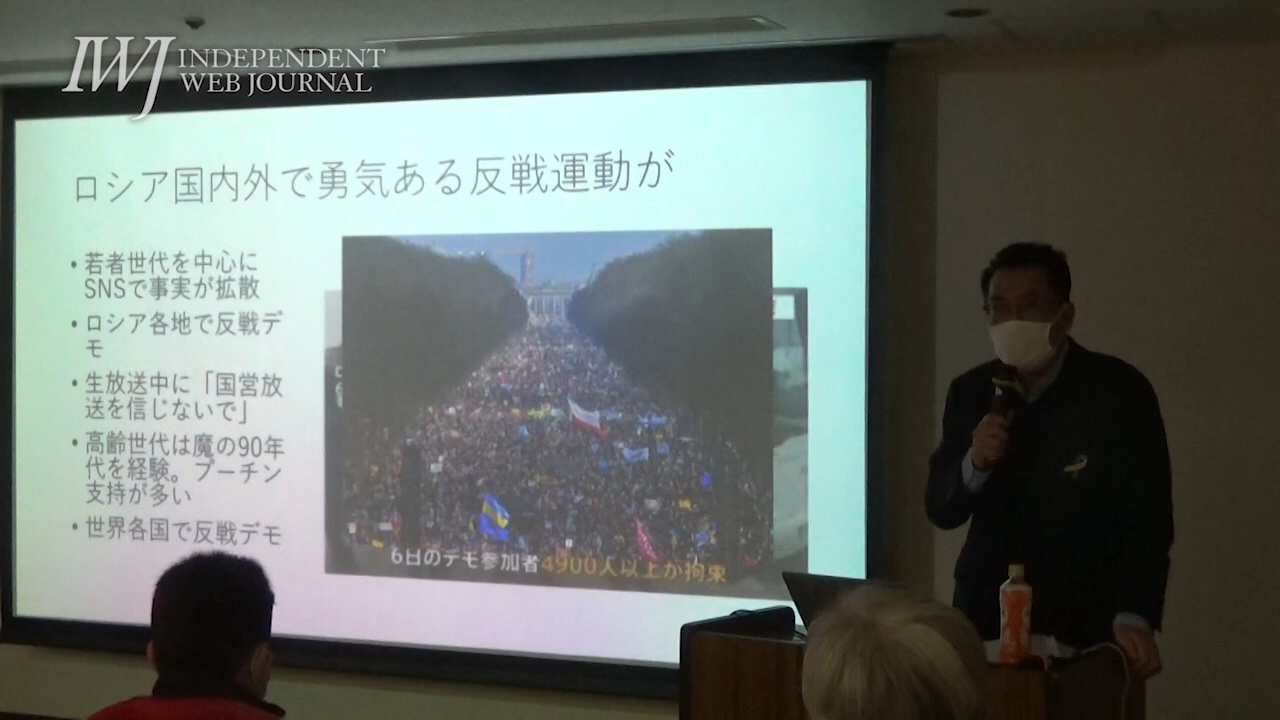 IWJ INDEPENDENT
WEB JOURNAL
ロシア国内外で勇気ある反戦運動が
• 若者世代を中心に
SNSで事実が拡散
• ロシア各地で反戦デ
モ
• 生放送中に「国営放
送を信じないで」
• 高齢世代は魔の90年
代を経験。プーチン
支持が多い
• 世界各国で反戦デモ
6日のデモ参加者4900人以上が拘束